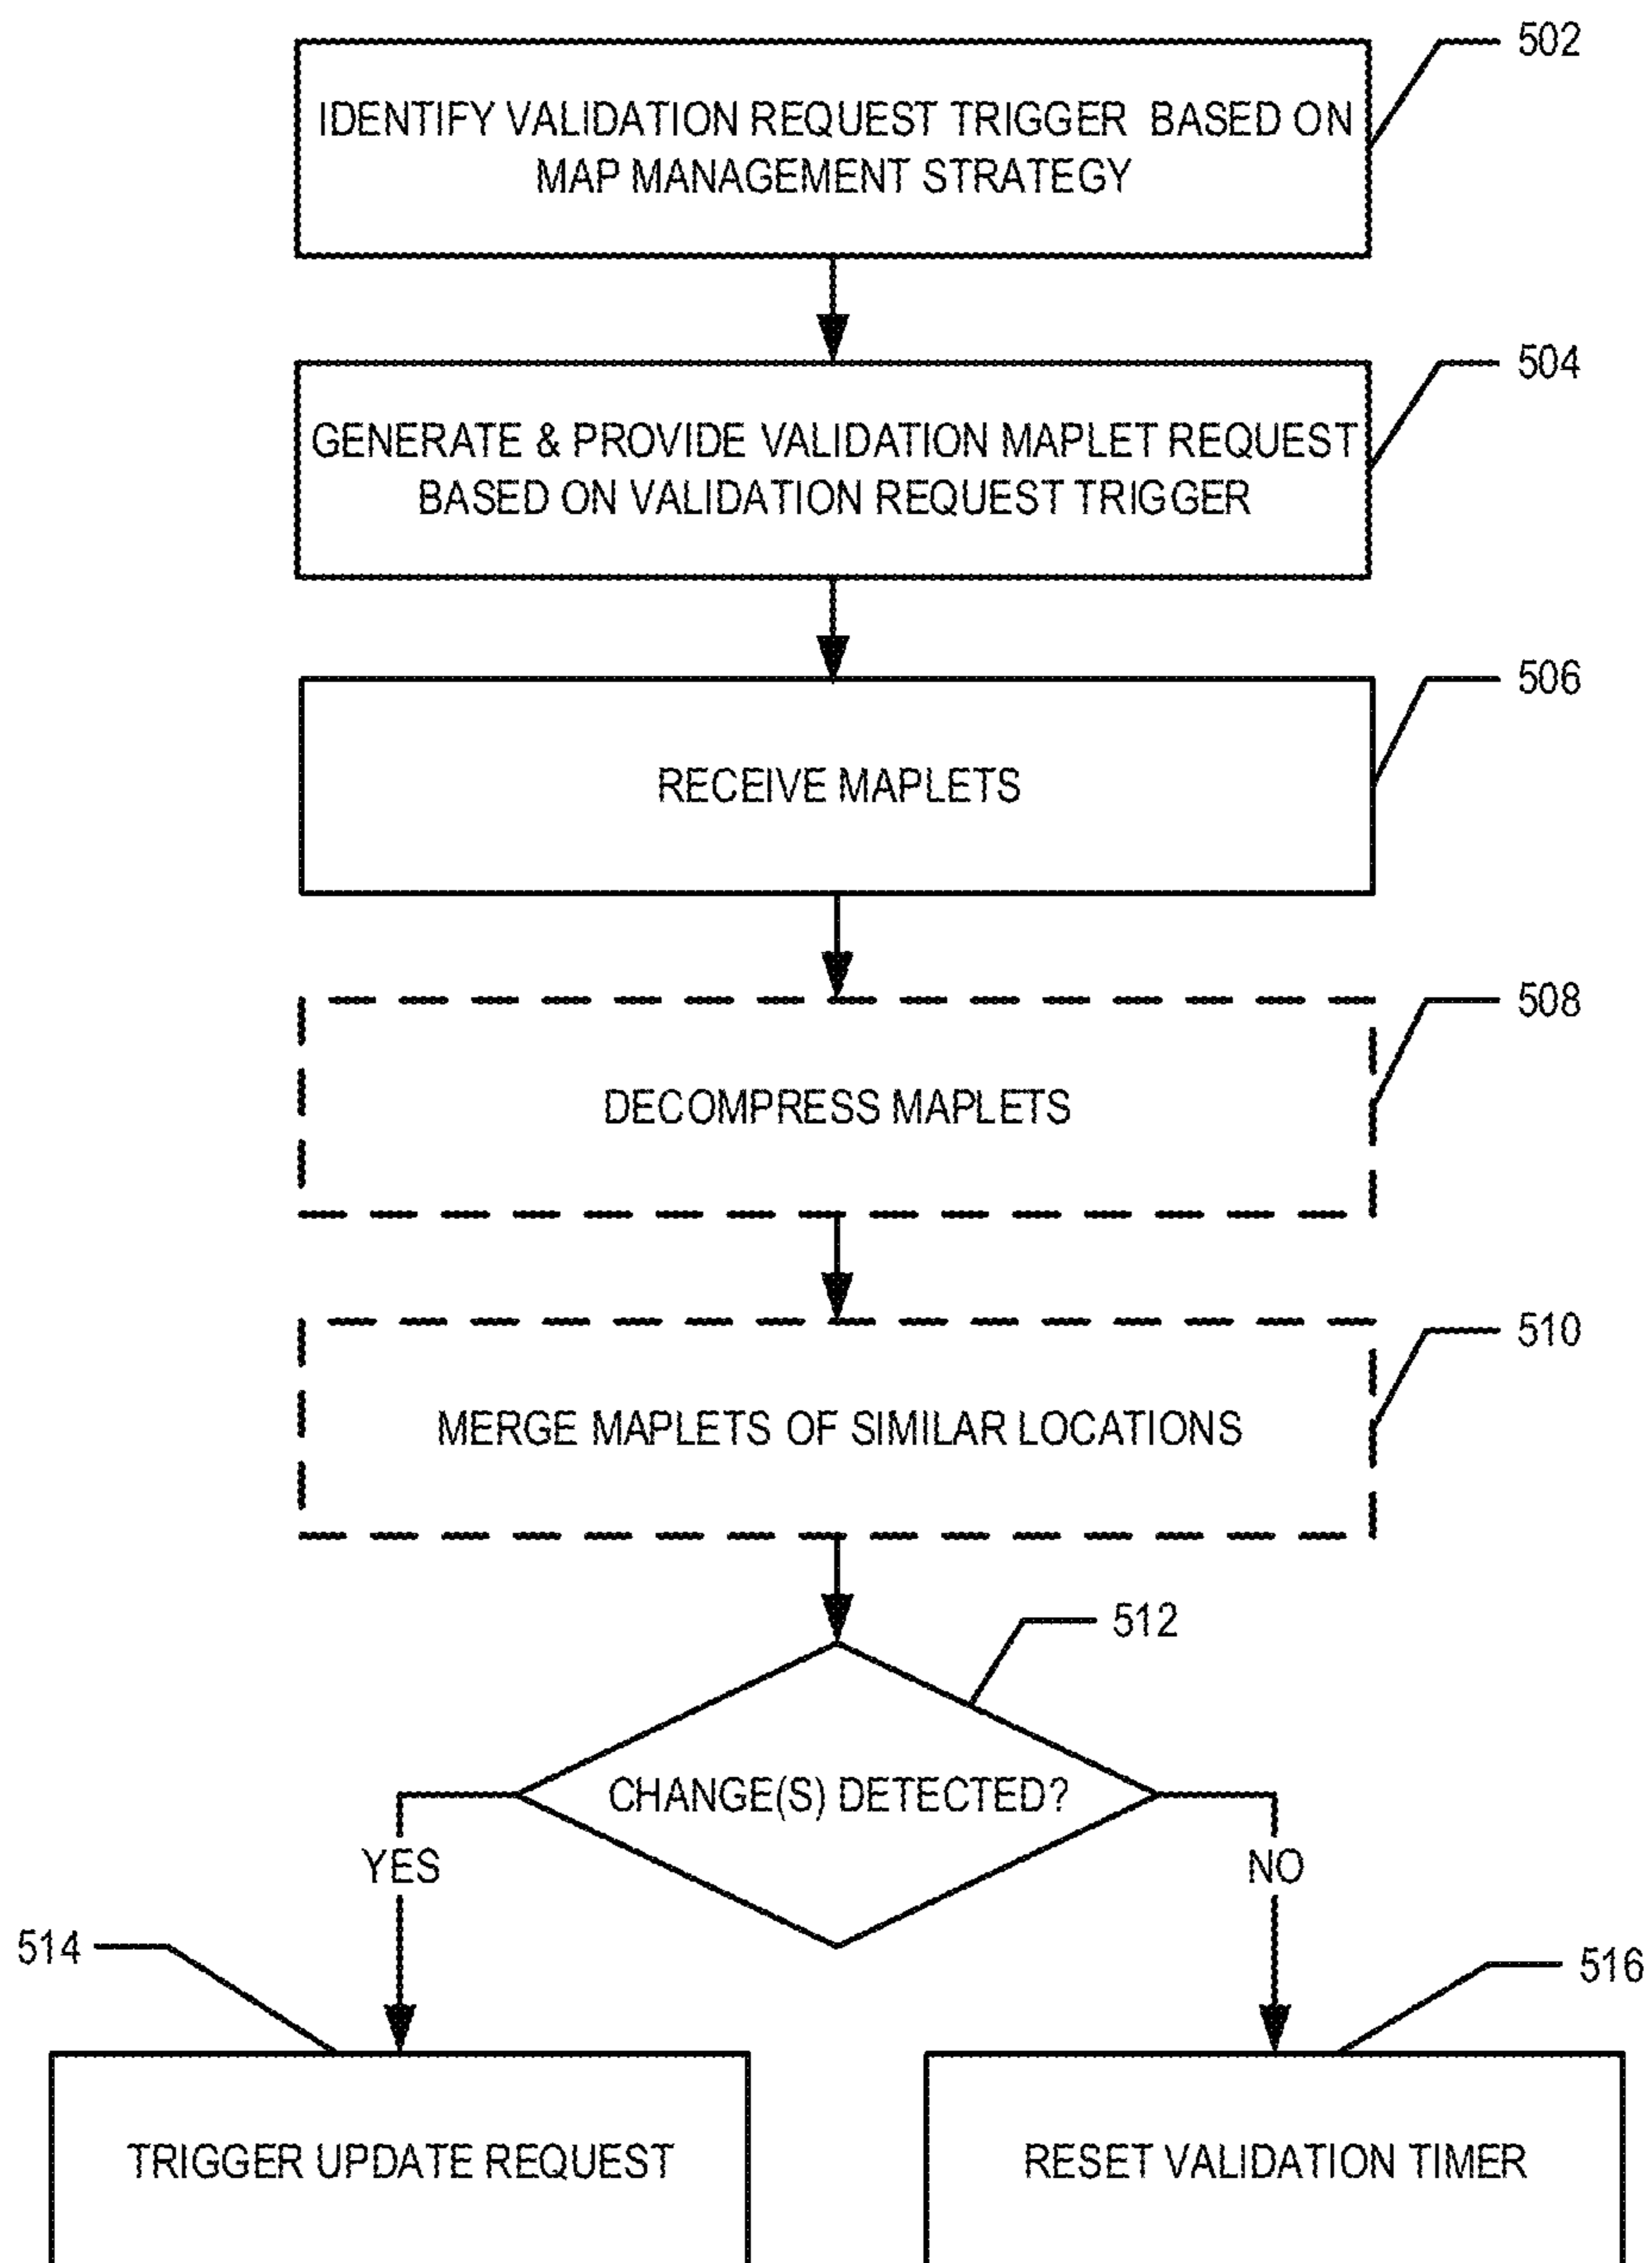 502
IDENTIFY VALIDATION REQUEST TRIGGER BASED ON
MAP MANAGEMENT STRATEGY
504
GENERATE & PROVIDE VALIDATION MAPLET REQUEST
BASED ON VALIDATION REQUEST TRIGGER
506
RECEIVE MAPLETS
508
DECOMPRESS MAPLETS
510
MERGE MAPLETS OF SIMILAR LOCATIONS
512
CHANGE(S) DETECTED?
YES
NO
514
516
TRIGGER UPDATE REQUEST
RESET VALIDATION TIMER